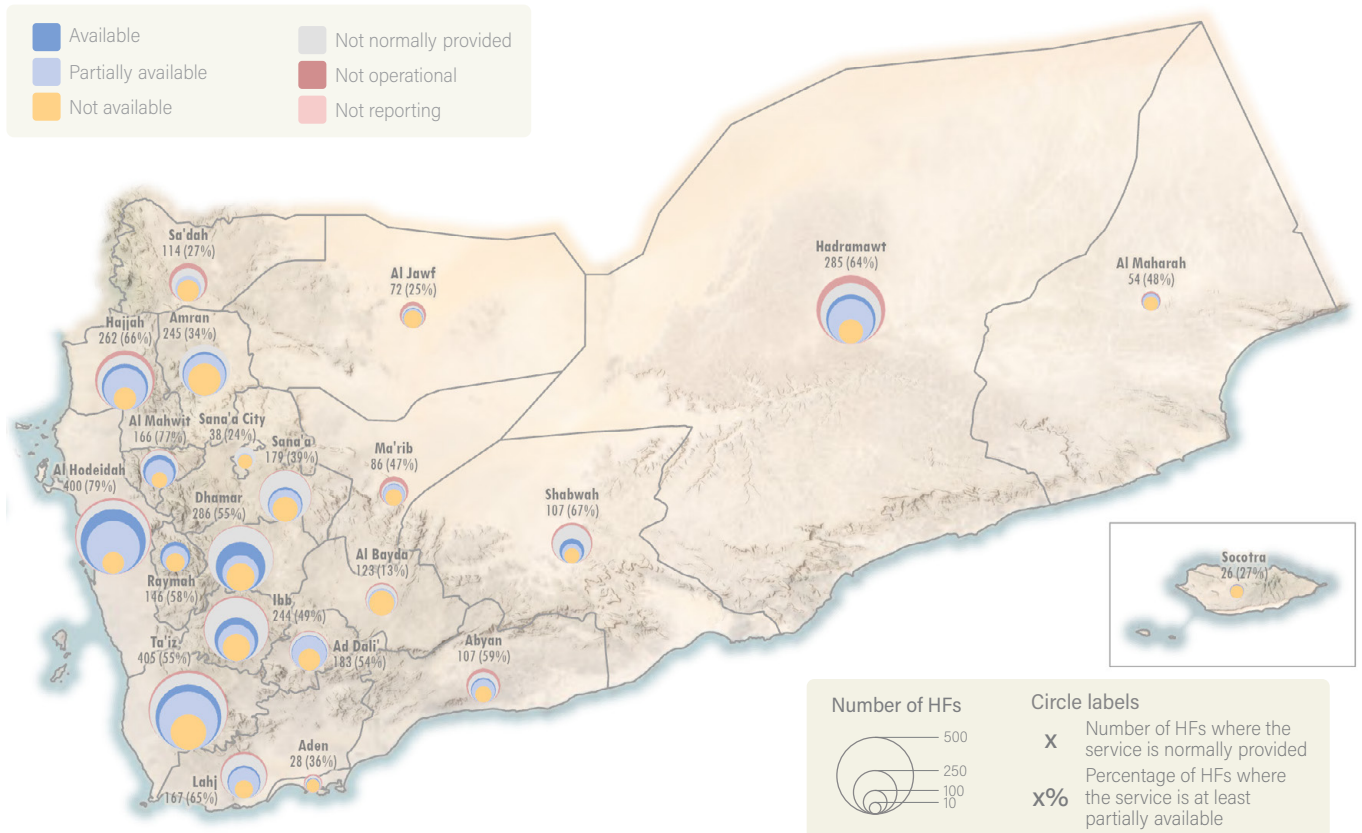 Available
Partially available
Not available
Not normally provided
Not operational
Not reporting
Sa'dah
114 (27%)
Al Jawf
72 (25%)
Hadramawt
285 (64%)
Al Maharah
54 (48%)
Hajjah
262 (66%)
Amran
245 (34%)
Al Mahwit
166 (77%)
Sana'a City
38 (24%)
Sana'a
179 (39%)
Ma'rib
86 (47%)
Al Hodeidah
400 (79%)
Dhamar
286 (55%)
Shabwah
107 (67%)
Raymah
146 (58%)
Al Bayda
123 (13%)
Socotra
26 (27%)
Ibb
244 (49%)
Ta'iz
405 (55%)
Ad Dali'
183 (54%)
Abyan
107 (59%)
Lahj
167 (65%)
Aden
28 (36%)
Number of HFs
500
250
100
10
Circle labels
x
Number of HFs where the
service is normally provided
x%
Percentage of HFs where
the service is at least
partially available